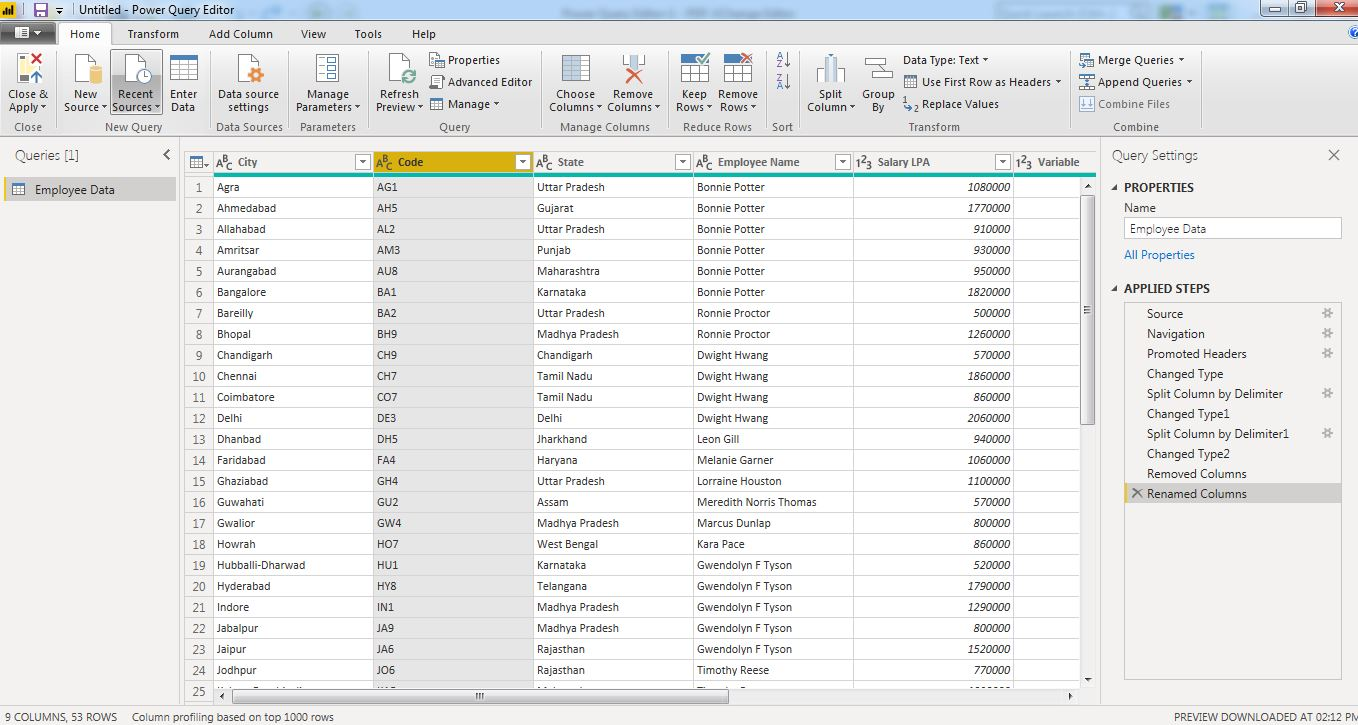 Untitled - Power Query Editor
Home Transform Add Column View Tools Help
Close & Apply
New Source
Recent Sources
Enter Data
Data source settings
Manage Parameters
Refresh Preview
Properties
Advanced Editor
Manage
Choose Columns
Remove Columns
Keep Rows
Remove Rows
Split Column
Group By
Data Type: Text
Use First Row as Headers
Replace Values
Merge Queries
Append Queries
Combine Files
Close New Query Data Sources Parameters Query Manage Columns Reduce Rows Sort Transform Combine
Queries [1]
Employee Data
City Code State Employee Name Salary LPA Variable
1 Agra AG1 Uttar Pradesh Bonnie Potter 1080000
2 Ahmedabad AH5 Gujarat Bonnie Potter 1770000
3 Allahabad AL2 Uttar Pradesh Bonnie Potter 910000
4 Amritsar AM3 Punjab Bonnie Potter 930000
5 Aurangabad AU8 Maharashtra Bonnie Potter 950000
6 Bangalore BA1 Karnataka Bonnie Potter 1820000
7 Bareilly BA2 Uttar Pradesh Ronnie Proctor 500000
8 Bhopal BH9 Madhya Pradesh Ronnie Proctor 1260000
9 Chandigarh CH9 Chandigarh Dwight Hwang 570000
10 Chennai CH7 Tamil Nadu Dwight Hwang 1860000
11 Coimbatore CO7 Tamil Nadu Dwight Hwang 860000
12 Delhi DE3 Delhi Dwight Hwang 2060000
13 Dhanbad DH5 Jharkhand Leon Gill 940000
14 Faridabad FA4 Haryana Melanie Garner 1060000
15 Ghaziabad GH4 Uttar Pradesh Lorraine Houston 1100000
16 Guwahati GU2 Assam Meredith Norris Thomas 570000
17 Gwalior GW4 Madhya Pradesh Marcus Dunlap 800000
18 Howrah HO7 West Bengal Kara Pace 860000
19 Hubballi-Dharwad HU1 Karnataka Gwendolyn F Tyson 520000
20 Hyderabad HY8 Telangana Gwendolyn F Tyson 1790000
21 Indore IN1 Madhya Pradesh Gwendolyn F Tyson 1290000
22 Jabalpur JA9 Madhya Pradesh Gwendolyn F Tyson 800000
23 Jaipur JA6 Rajasthan Gwendolyn F Tyson 1520000
24 Jodhpur JO6 Rajasthan Timothy Reese 770000
25
Query Settings
PROPERTIES
Name
Employee Data
All Properties
APPLIED STEPS
Source
Navigation
Promoted Headers
Changed Type
Split Column by Delimiter
Changed Type1
Split Column by Delimiter1
Changed Type2
Removed Columns
Renamed Columns
9 COLUMNS, 53 ROWS Column profiling based on top 1000 rows PREVIEW DOWNLOADED AT 02:12